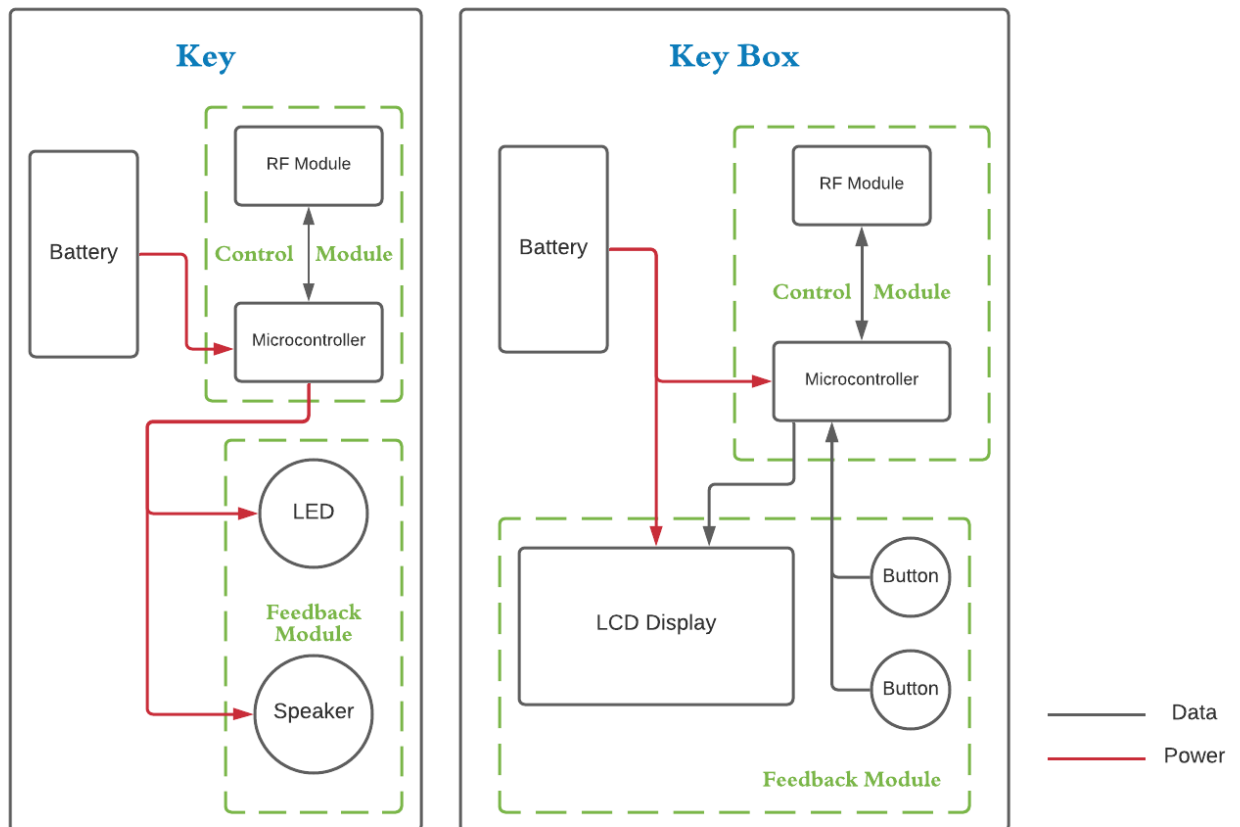 Key
RF Module
Battery
Control Module
Microcontroller
LED
Feedback
Module
Speaker
Key Box
RF Module
Battery
Control Module
Microcontroller
LCD Display
Button
Button
Feedback Module
Data
Power